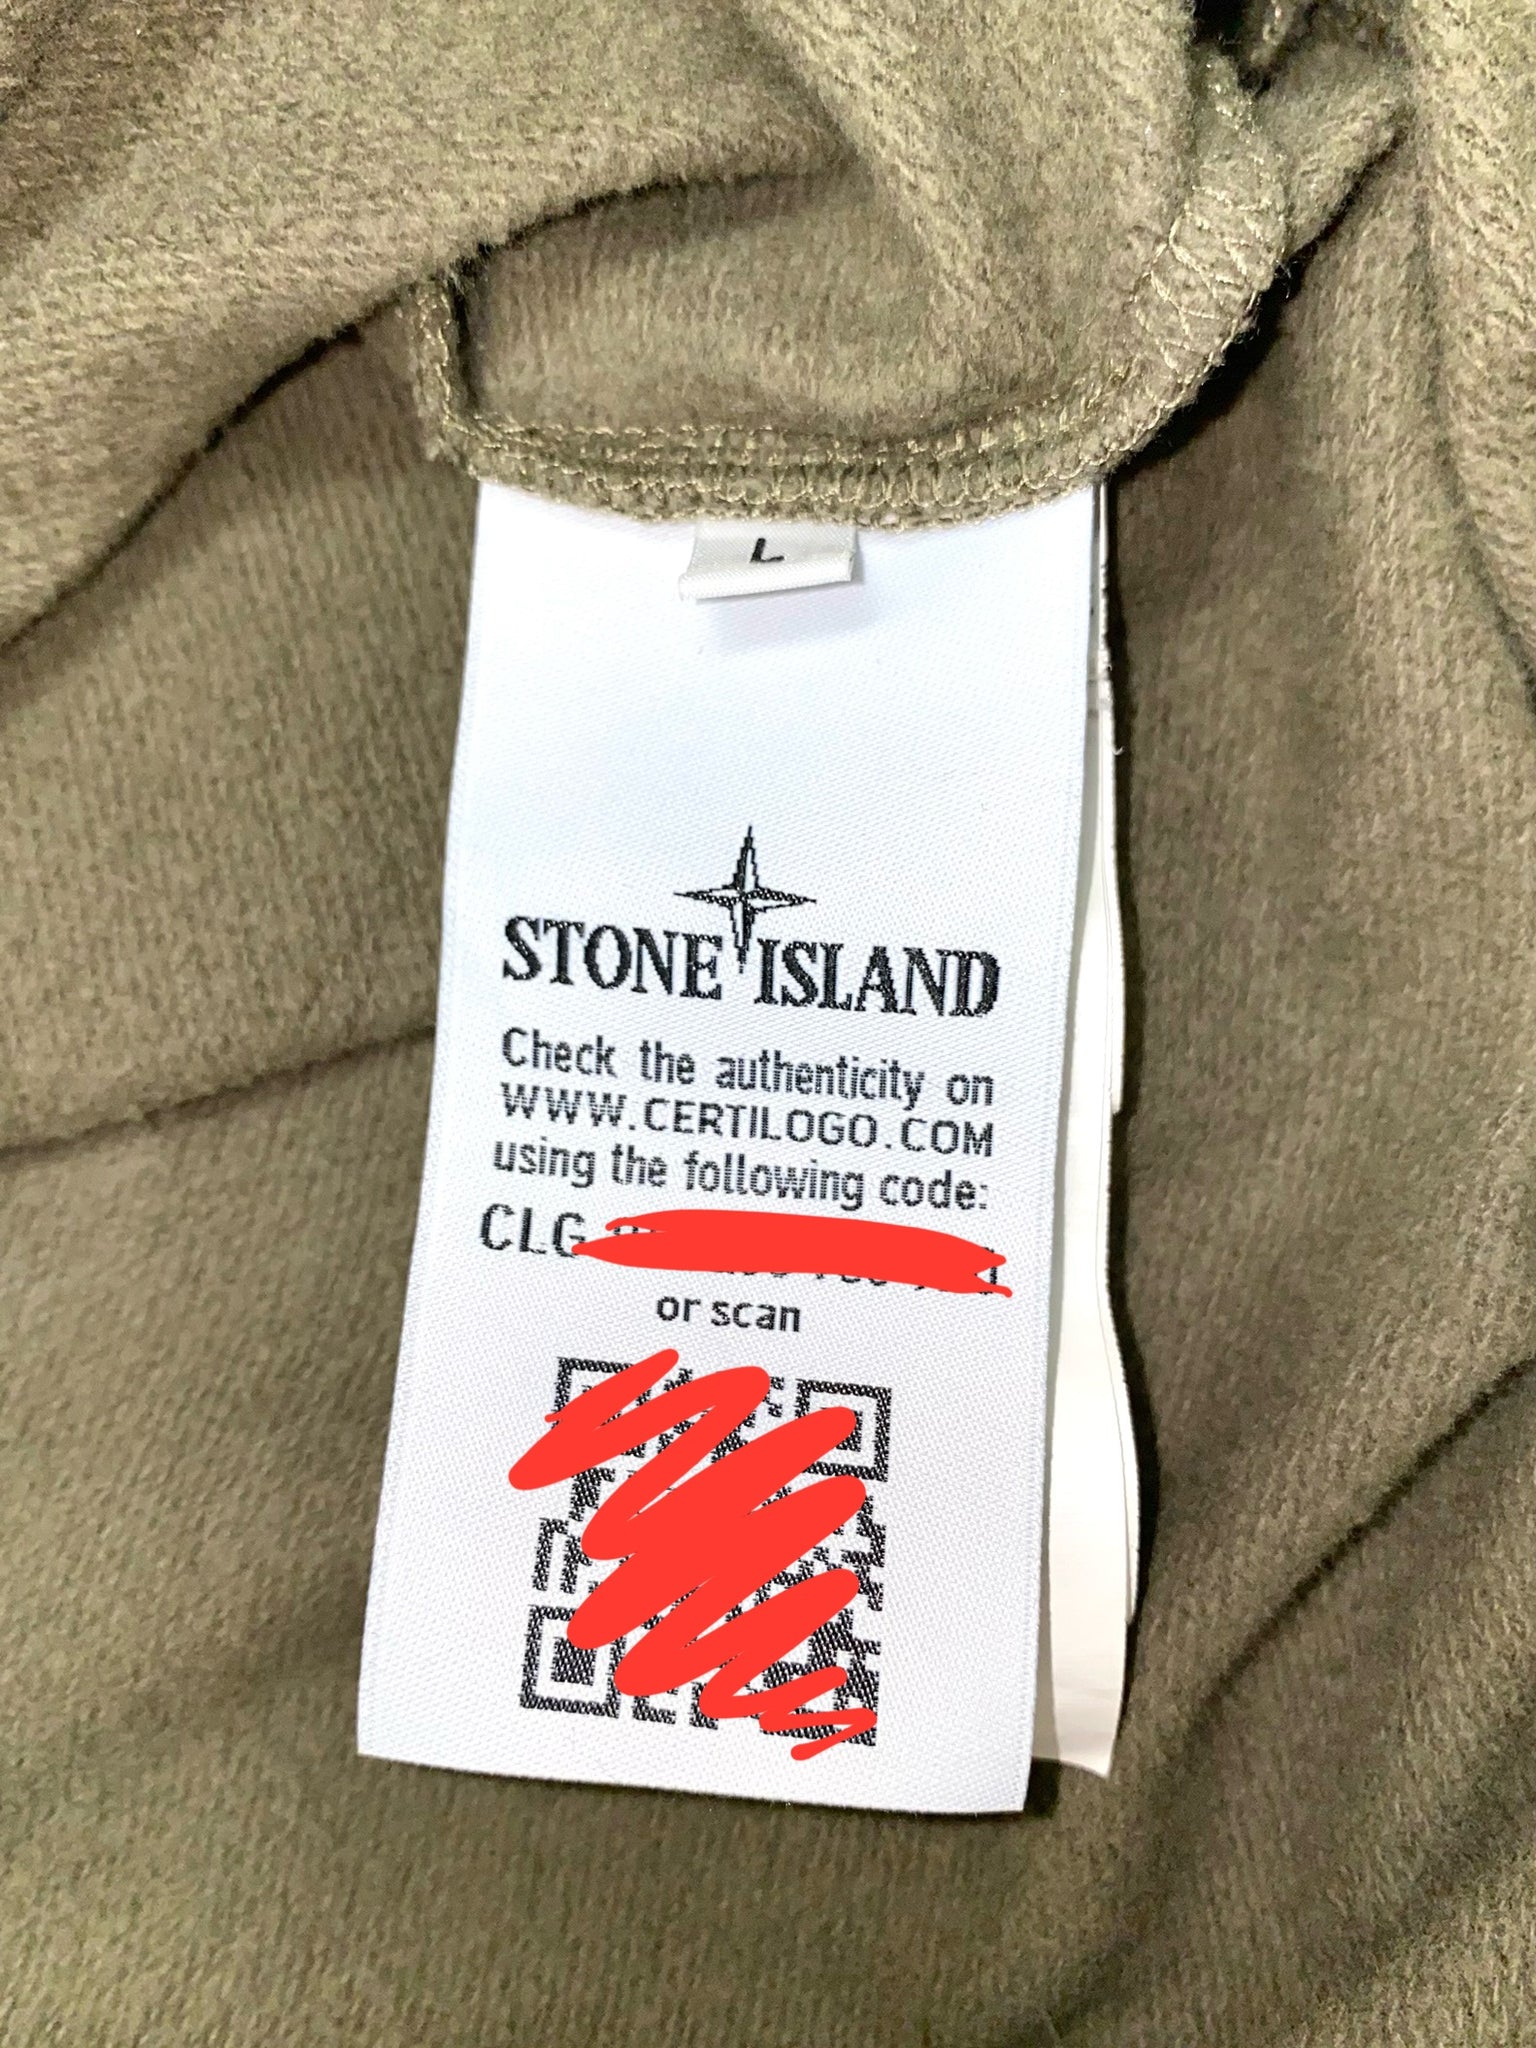 L
STONE ISLAND
Check the authenticity on
WWW.CERTILOGO.COM
using the following code:
CLG
or scan